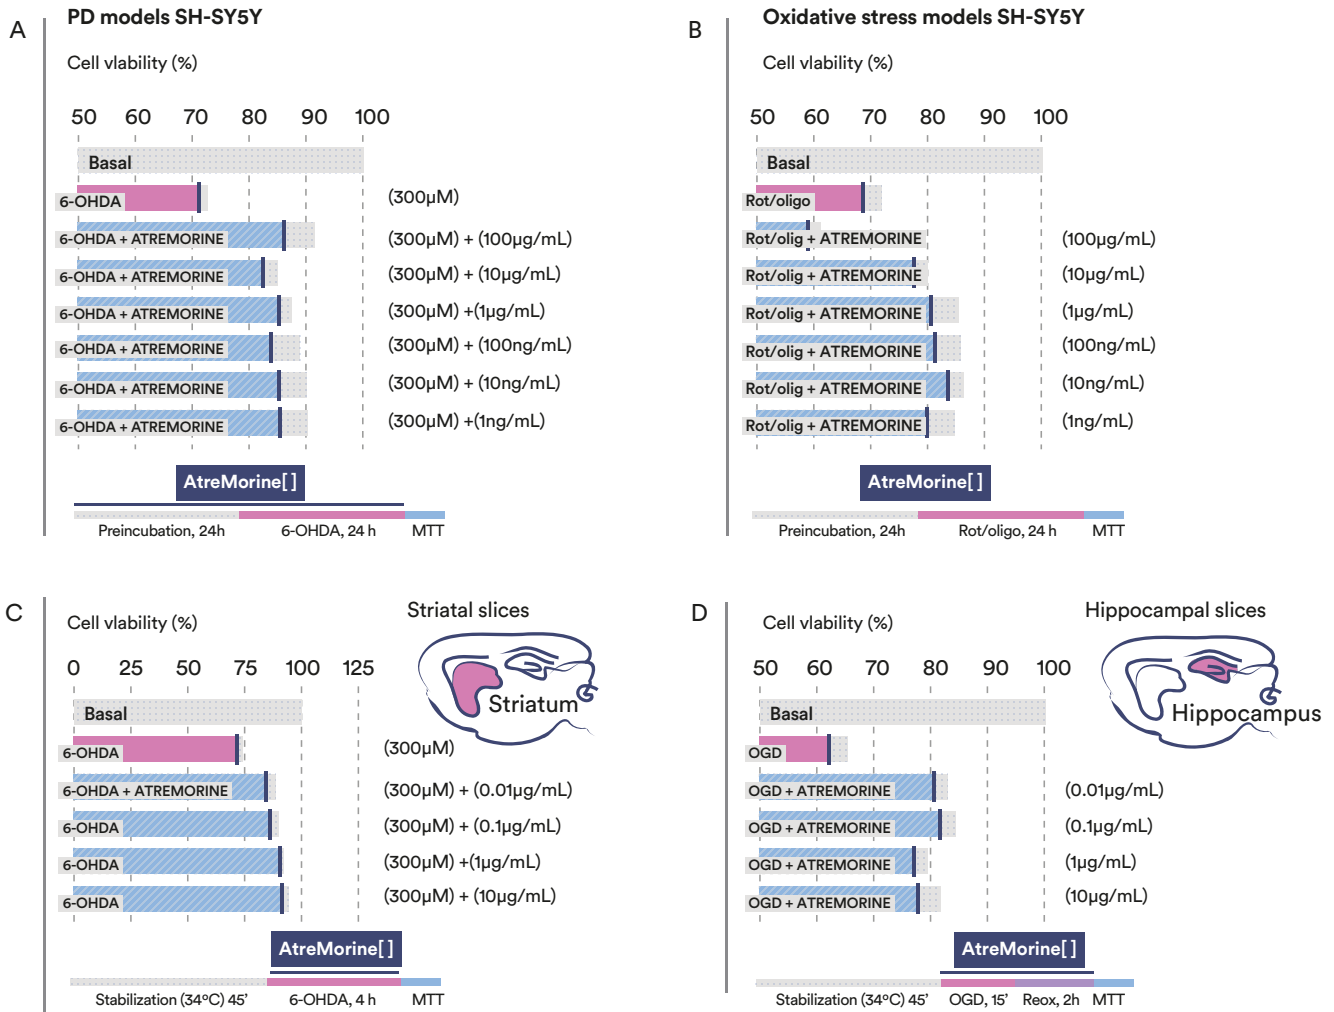 A
PD models SH-SY5Y
Cell vlability (%)
50 60 70 80 90 100
Basal
6-OHDA (300µM)
6-OHDA + ATREMORINE (300µM) + (100µg/mL)
6-OHDA + ATREMORINE (300µM) + (10µg/mL)
6-OHDA + ATREMORINE (300µM) +(1µg/mL)
6-OHDA + ATREMORINE (300µM) + (100ng/mL)
6-OHDA + ATREMORINE (300µM) + (10ng/mL)
6-OHDA + ATREMORINE (300µM) +(1ng/mL)
AtreMorine[ ]
Preincubation, 24h 6-OHDA, 24 h MTT
B
Oxidative stress models SH-SY5Y
Cell vlability (%)
50 60 70 80 90 100
Basal
Rot/oligo
Rot/olig + ATREMORINE (100µg/mL)
Rot/olig + ATREMORINE (10µg/mL)
Rot/olig + ATREMORINE (1µg/mL)
Rot/olig + ATREMORINE (100ng/mL)
Rot/olig + ATREMORINE (10ng/mL)
Rot/olig + ATREMORINE (1ng/mL)
AtreMorine[ ]
Preincubation, 24h Rot/oligo, 24 h MTT
C
Striatal slices
Cell vlability (%)
0 25 50 75 100 125
Striatum
Basal
6-OHDA (300µM)
6-OHDA + ATREMORINE (300µM) + (0.01µg/mL)
6-OHDA (300µM) + (0.1µg/mL)
6-OHDA (300µM) +(1µg/mL)
6-OHDA (300µM) + (10µg/mL)
AtreMorine[ ]
Stabilization (34ºC) 45' 6-OHDA, 4 h MTT
D
Hippocampal slices
Cell vlability (%)
50 60 70 80 90 100
Hippocampus
Basal
OGD
OGD + ATREMORINE (0.01µg/mL)
OGD + ATREMORINE (0.1µg/mL)
OGD + ATREMORINE (1µg/mL)
OGD + ATREMORINE (10µg/mL)
AtreMorine[ ]
Stabilization (34ºC) 45' OGD, 15' Reox, 2h MTT